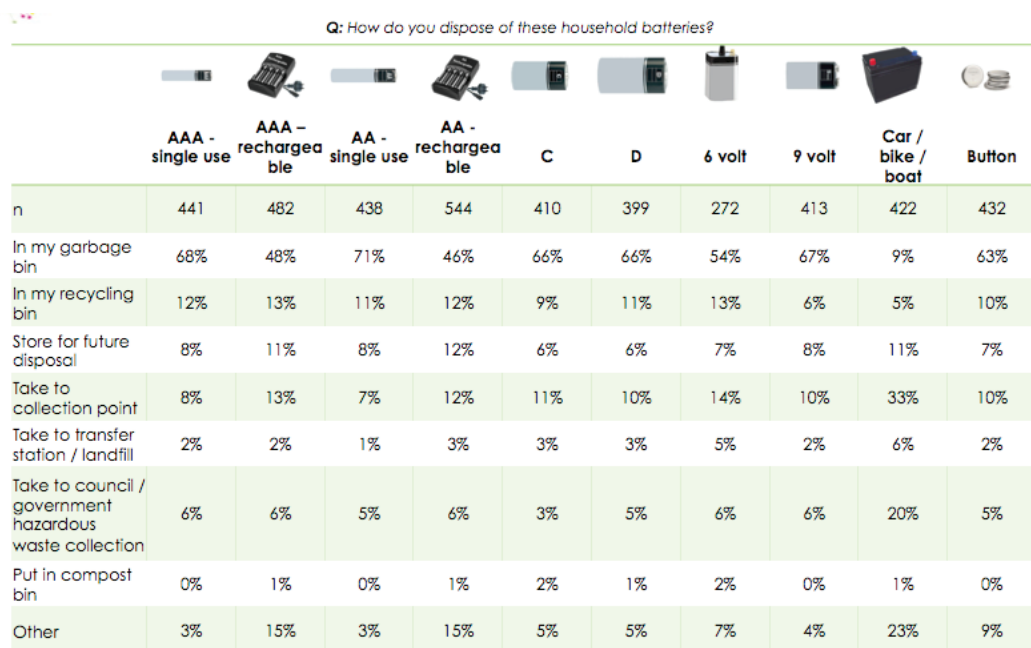 Q: How do you dispose of these household batteries?
AAA - single use AAA – rechargea ble AA - single use AA - rechargea ble C D 6 volt 9 volt Car / bike / boat Button
n 441 482 438 544 410 399 272 413 422 432
In my garbage bin 68% 48% 71% 46% 66% 66% 54% 67% 9% 63%
In my recycling bin 12% 13% 11% 12% 9% 11% 13% 6% 5% 10%
Store for future disposal 8% 11% 8% 12% 6% 6% 7% 8% 11% 7%
Take to collection point 8% 13% 7% 12% 11% 10% 14% 10% 33% 10%
Take to transfer station / landfill 2% 2% 1% 3% 3% 3% 5% 2% 6% 2%
Take to council / government hazardous waste collection 6% 6% 5% 6% 3% 5% 6% 6% 20% 5%
Put in compost bin 0% 1% 0% 1% 2% 1% 2% 0% 1% 0%
Other 3% 15% 3% 15% 5% 5% 7% 4% 23% 9%